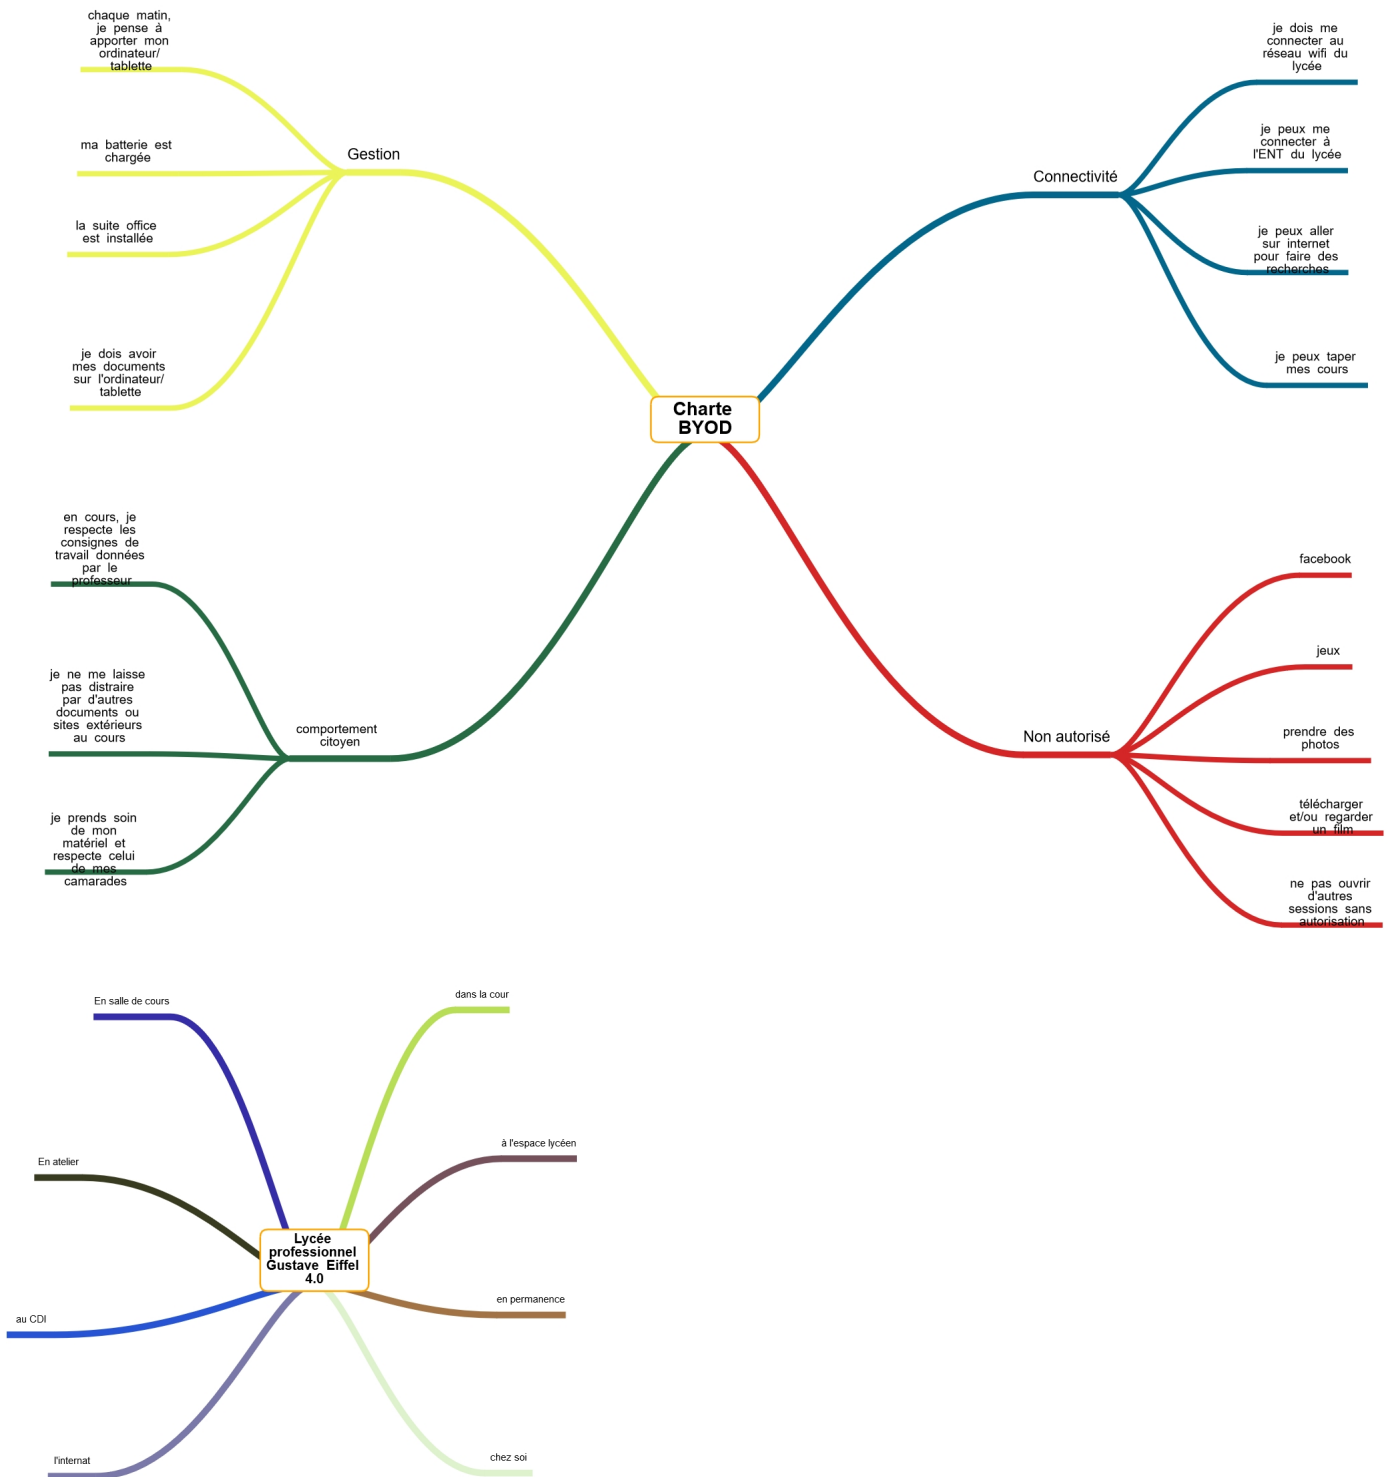 chaque matin,
je pense à
apporter mon
ordinateur/
tablette
ma batterie est
chargée
la suite office
est installée
je dois avoir
mes documents
sur l'ordinateur/
tablette
Gestion
je dois me
connecter au
réseau wifi du
lycée
je peux me
connecter à
l'ENT du lycée
je peux aller
sur internet
pour faire des
recherches
je peux taper
mes cours
Connectivité
Charte
BYOD
en cours, je
respecte les
consignes de
travail données
par le
professeur
je ne me laisse
pas distraire
par d'autres
documents ou
sites extérieurs
au cours
je prends soin
de mon
matériel et
respecte celui
de mes
camarades
comportement
citoyen
Non autorisé
facebook
jeux
prendre des
photos
télécharger
et/ou regarder
un film
ne pas ouvrir
d'autres
sessions sans
autorisation
En salle de cours
dans la cour
En atelier
à l'espace lycéen
Lycée
professionnel
Gustave Eiffel
4.0
au CDI
en permanence
l'internat
chez soi